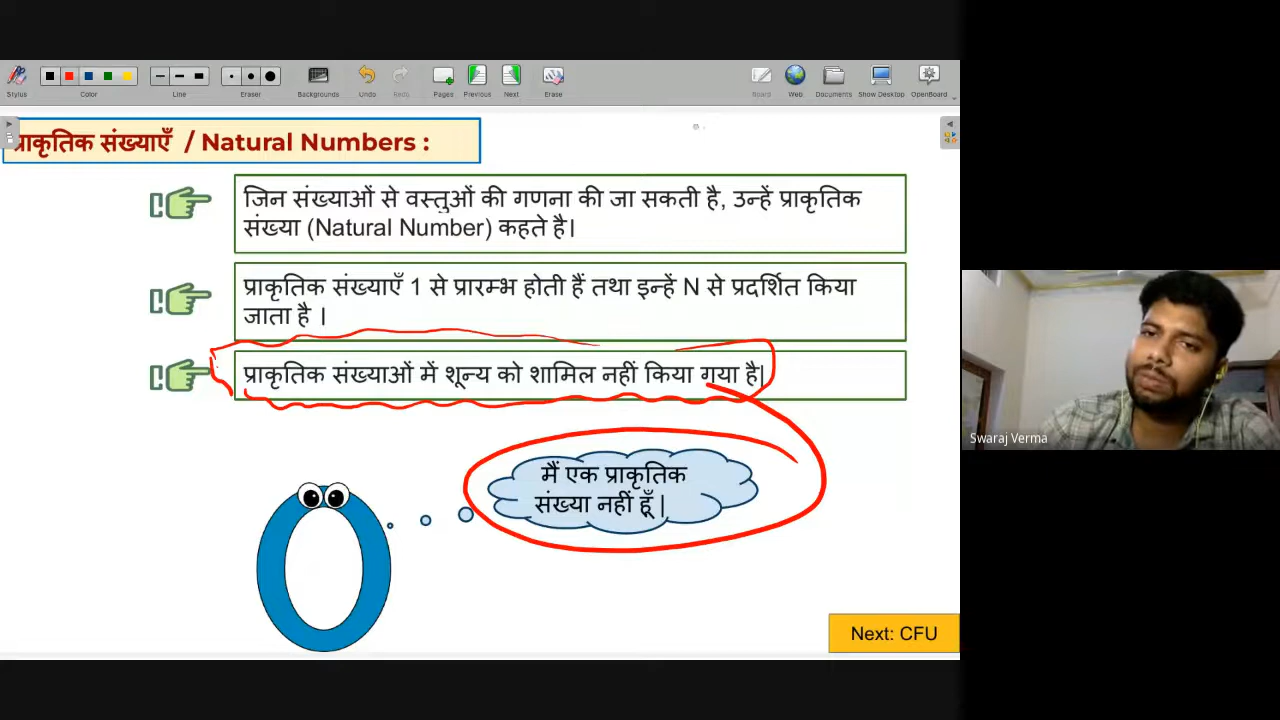 Stylus
Color
Line
Eraser
Backgrounds
Undo
Redo
Pages
Previous
Next
Erase
Board
Web
Documents
Show Desktop
OpenBoard
प्राकृतिक संख्याएँ / Natural Numbers :
जिन संख्याओं से वस्तुओं की गणना की जा सकती है, उन्हें प्राकृतिक
संख्या (Natural Number) कहते है।
प्राकृतिक संख्याएँ 1 से प्रारम्भ होती हैं तथा इन्हें N से प्रदर्शित किया
जाता है ।
प्राकृतिक संख्याओं में शून्य को शामिल नहीं किया गया है|
Swaraj Verma
मैं एक प्राकृतिक
संख्या नहीं हूँ |
Next: CFU